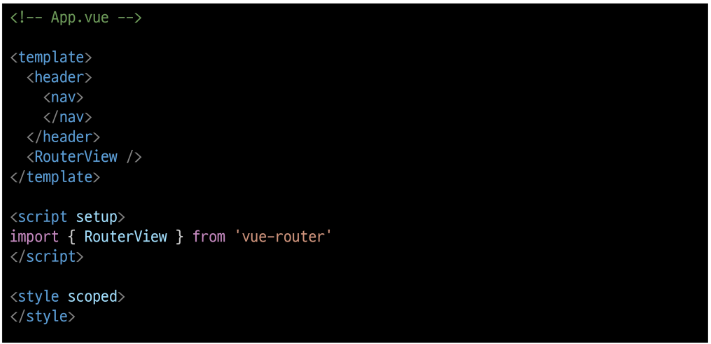 <!-- App.vue -->
<template>
<header>
<nav>
</nav>
</header>
<RouterView />
</template>
<script setup>
import { RouterView } from 'vue-router'
</script>
<style scoped>
</style>